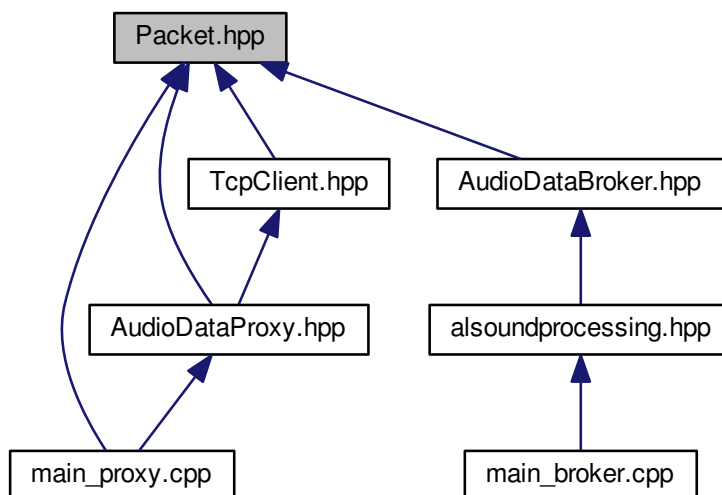 Packet.hpp
TcpClient.hpp
AudioDataBroker.hpp
AudioDataProxy.hpp
alsoundprocessing.hpp
main_proxy.cpp
main_broker.cpp